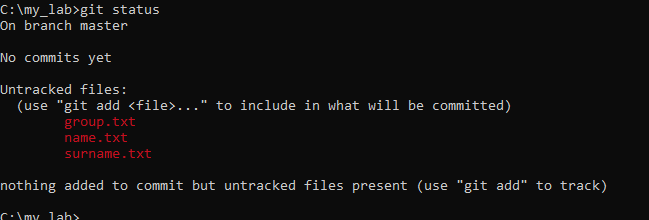 C:\my_lab>git status
On branch master
No commits yet
Untracked files:
  (use "git add <file>..." to include in what will be committed)
        group.txt
        name.txt
        surname.txt
nothing added to commit but untracked files present (use "git add" to track)
C:\my_lab>